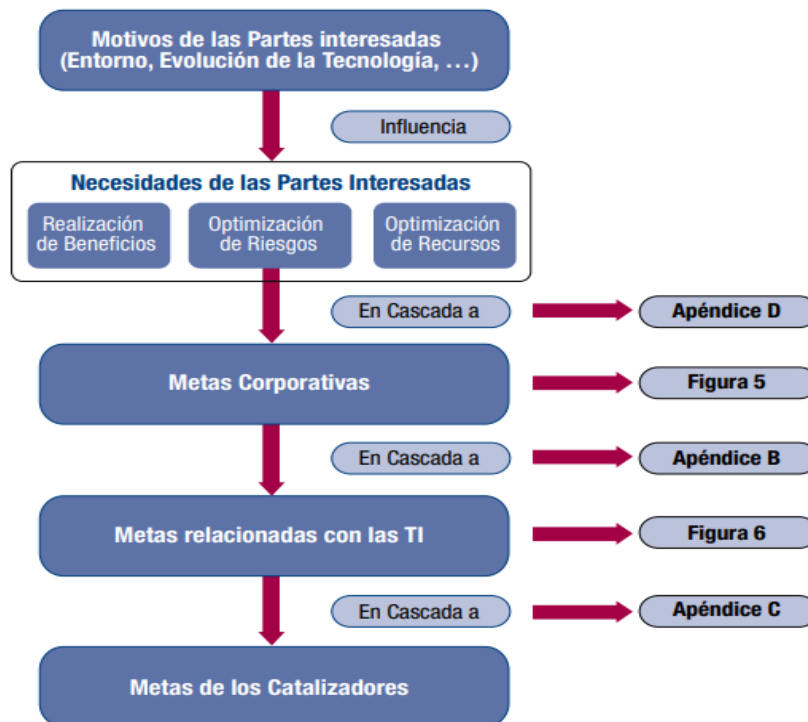 Motivos de las Partes interesadas
(Entorno, Evolución de la Tecnología, …)
Influencia
Necesidades de las Partes Interesadas
Realización
de Beneficios
Optimización
de Riesgos
Optimización
de Recursos
En Cascada a
Apéndice D
Metas Corporativas
Figura 5
En Cascada a
Apéndice B
Metas relacionadas con las TI
Figura 6
En Cascada a
Apéndice C
Metas de los Catalizadores